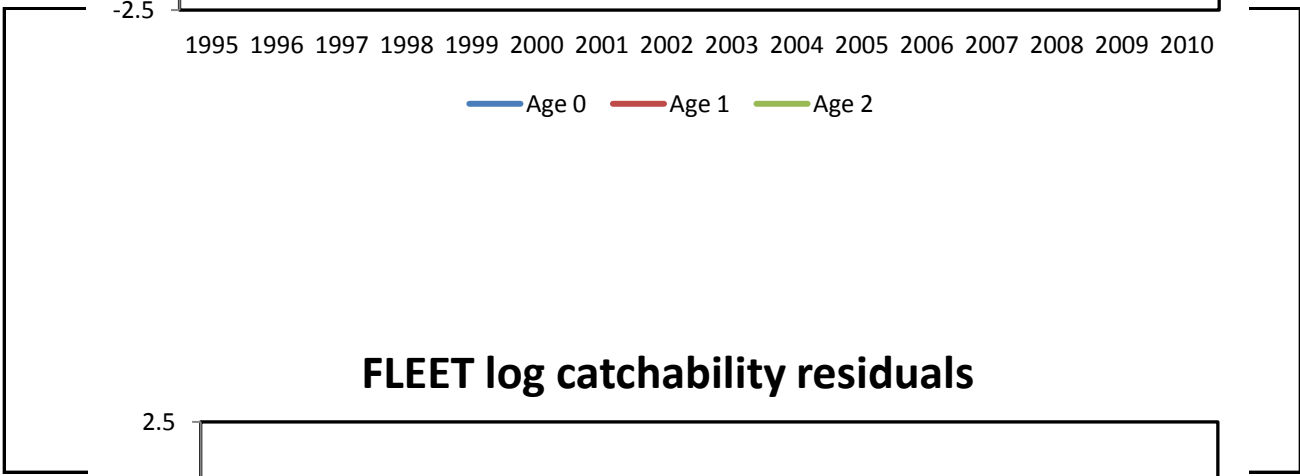 -2.5
1995 1996 1997 1998 1999 2000 2001 2002 2003 2004 2005 2006 2007 2008 2009 2010
Age 0 Age 1 Age 2
FLEET log catchability residuals
2.5